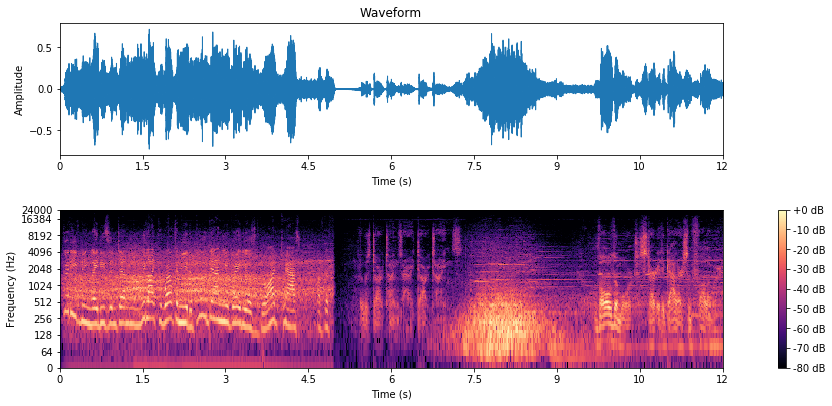 Waveform
Amplitude
0.5
0.0
−0.5
0 1.5 3 4.5 6 7.5 9 10 12
Time (s)
Frequency (Hz)
24000
16384
8192
4096
2048
1024
512
256
128
64
0
0 1.5 3 4.5 6 7.5 9 10 12
Time (s)
+0 dB
-10 dB
-20 dB
-30 dB
-40 dB
-50 dB
-60 dB
-70 dB
-80 dB